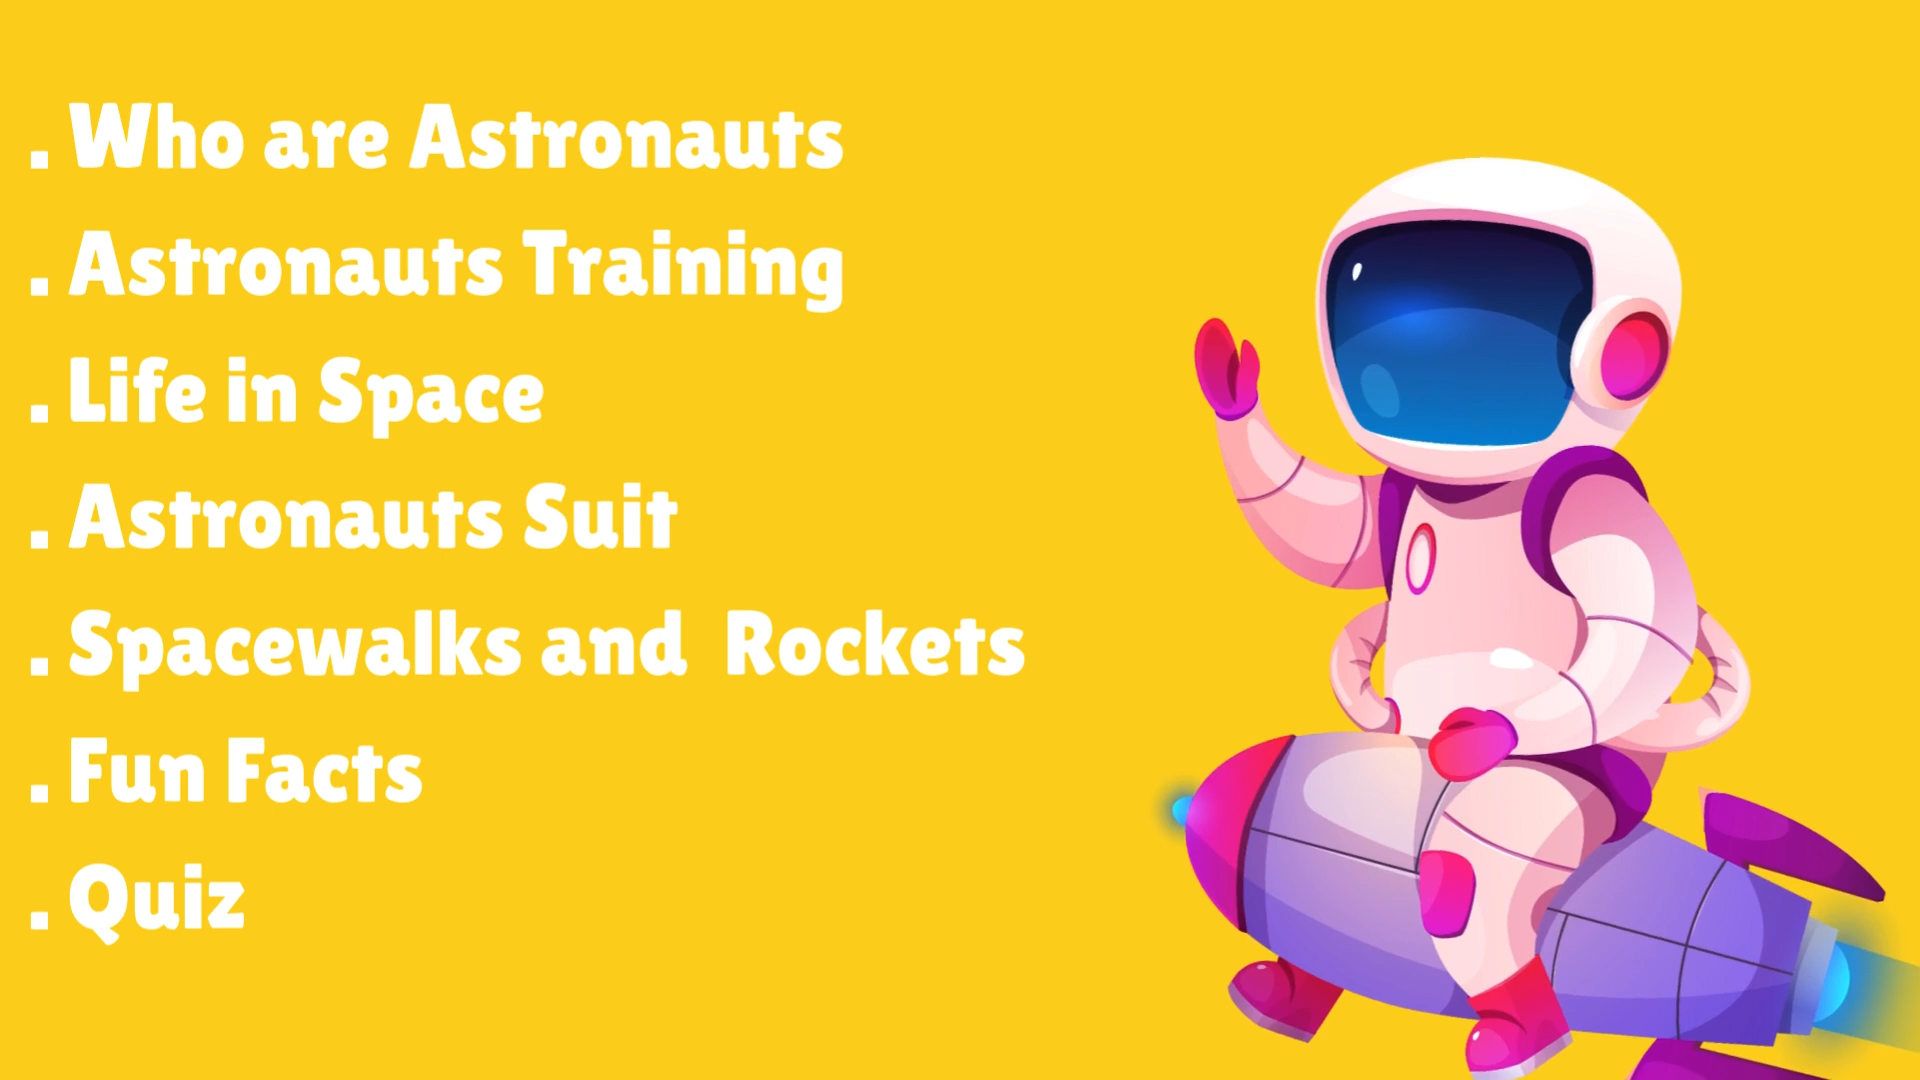 . Who are Astronauts
. Astronauts Training
. Life in Space
. Astronauts Suit
. Spacewalks and  Rockets
. Fun Facts
. Quiz